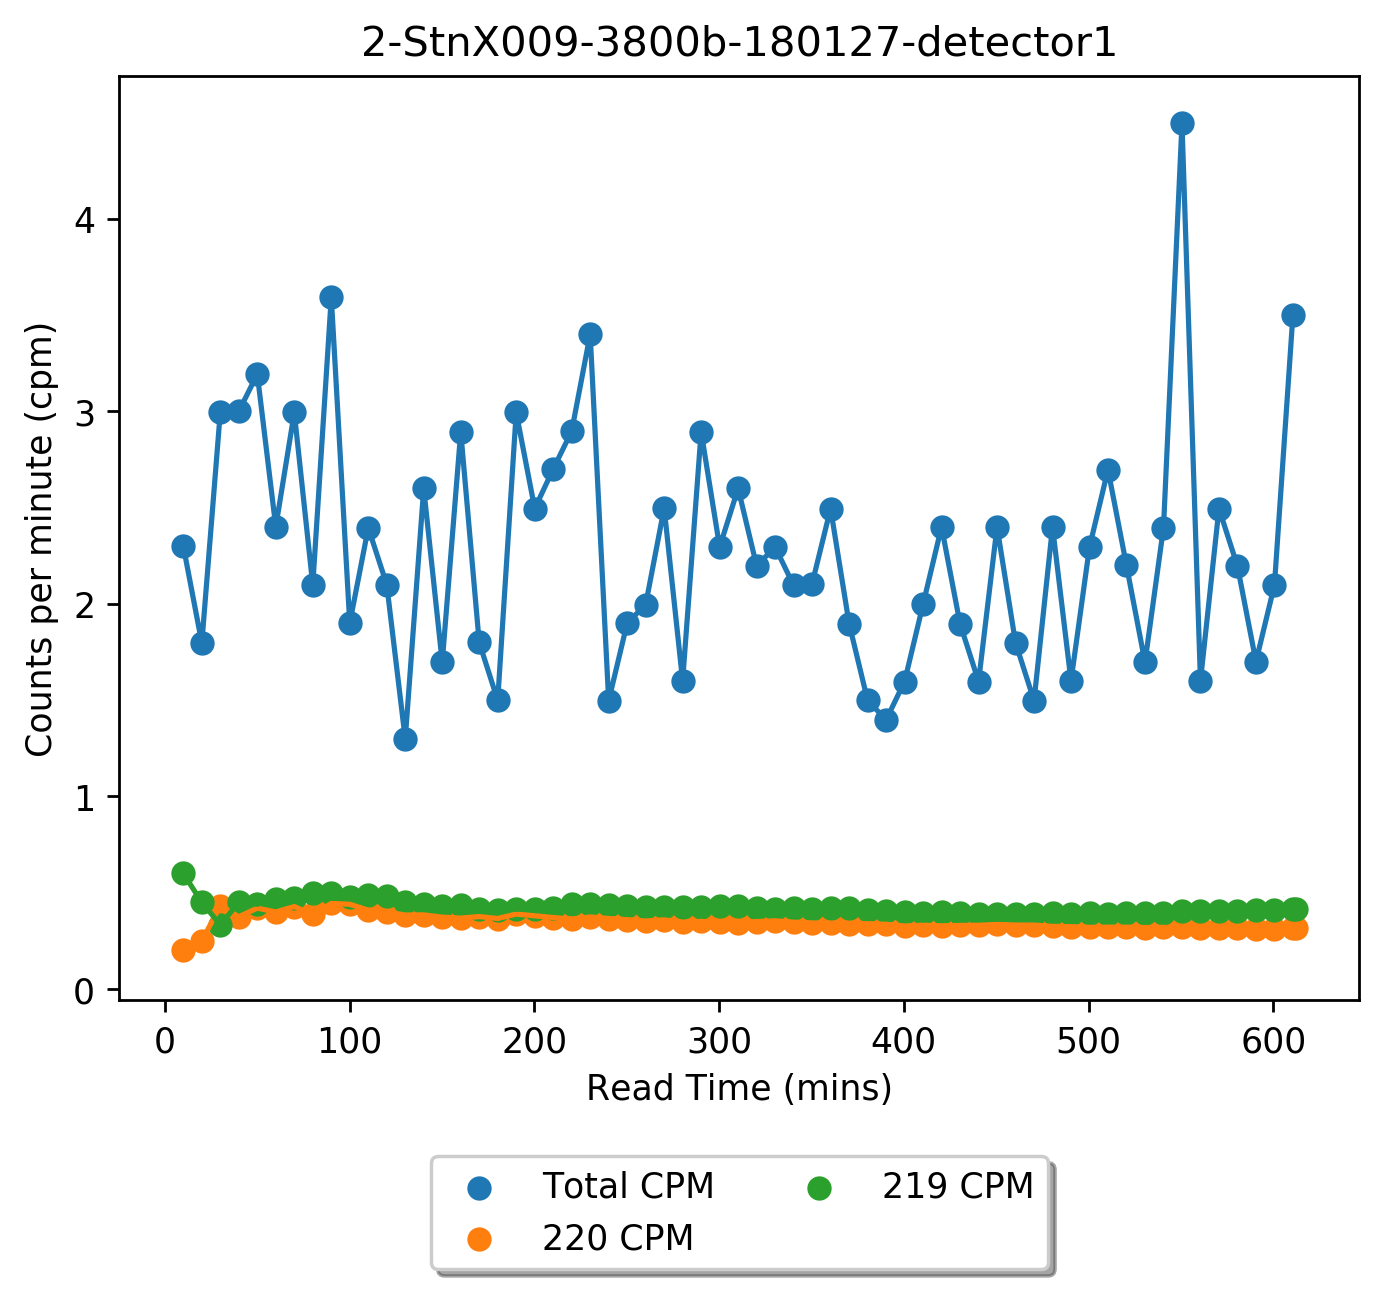 2-StnX009-3800b-180127-detector1
Counts per minute (cpm)
4
3
2
1
0
0 100 200 300 400 500 600
Read Time (mins)
Total CPM 219 CPM
220 CPM